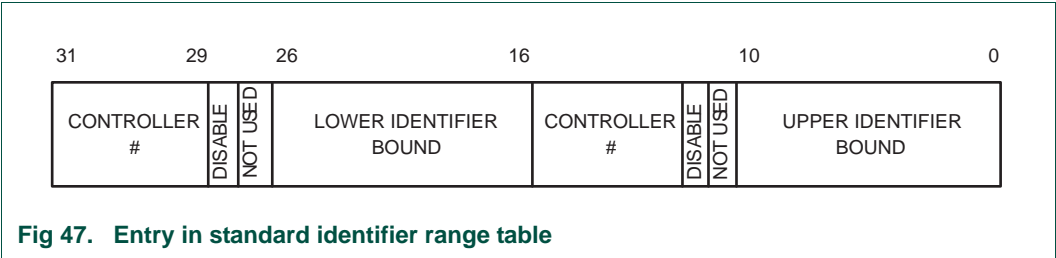 31 29 26 16 10 0
CONTROLLER # DISABLE NOT USED LOWER IDENTIFIER BOUND CONTROLLER # DISABLE NOT USED UPPER IDENTIFIER BOUND
Fig 47. Entry in standard identifier range table